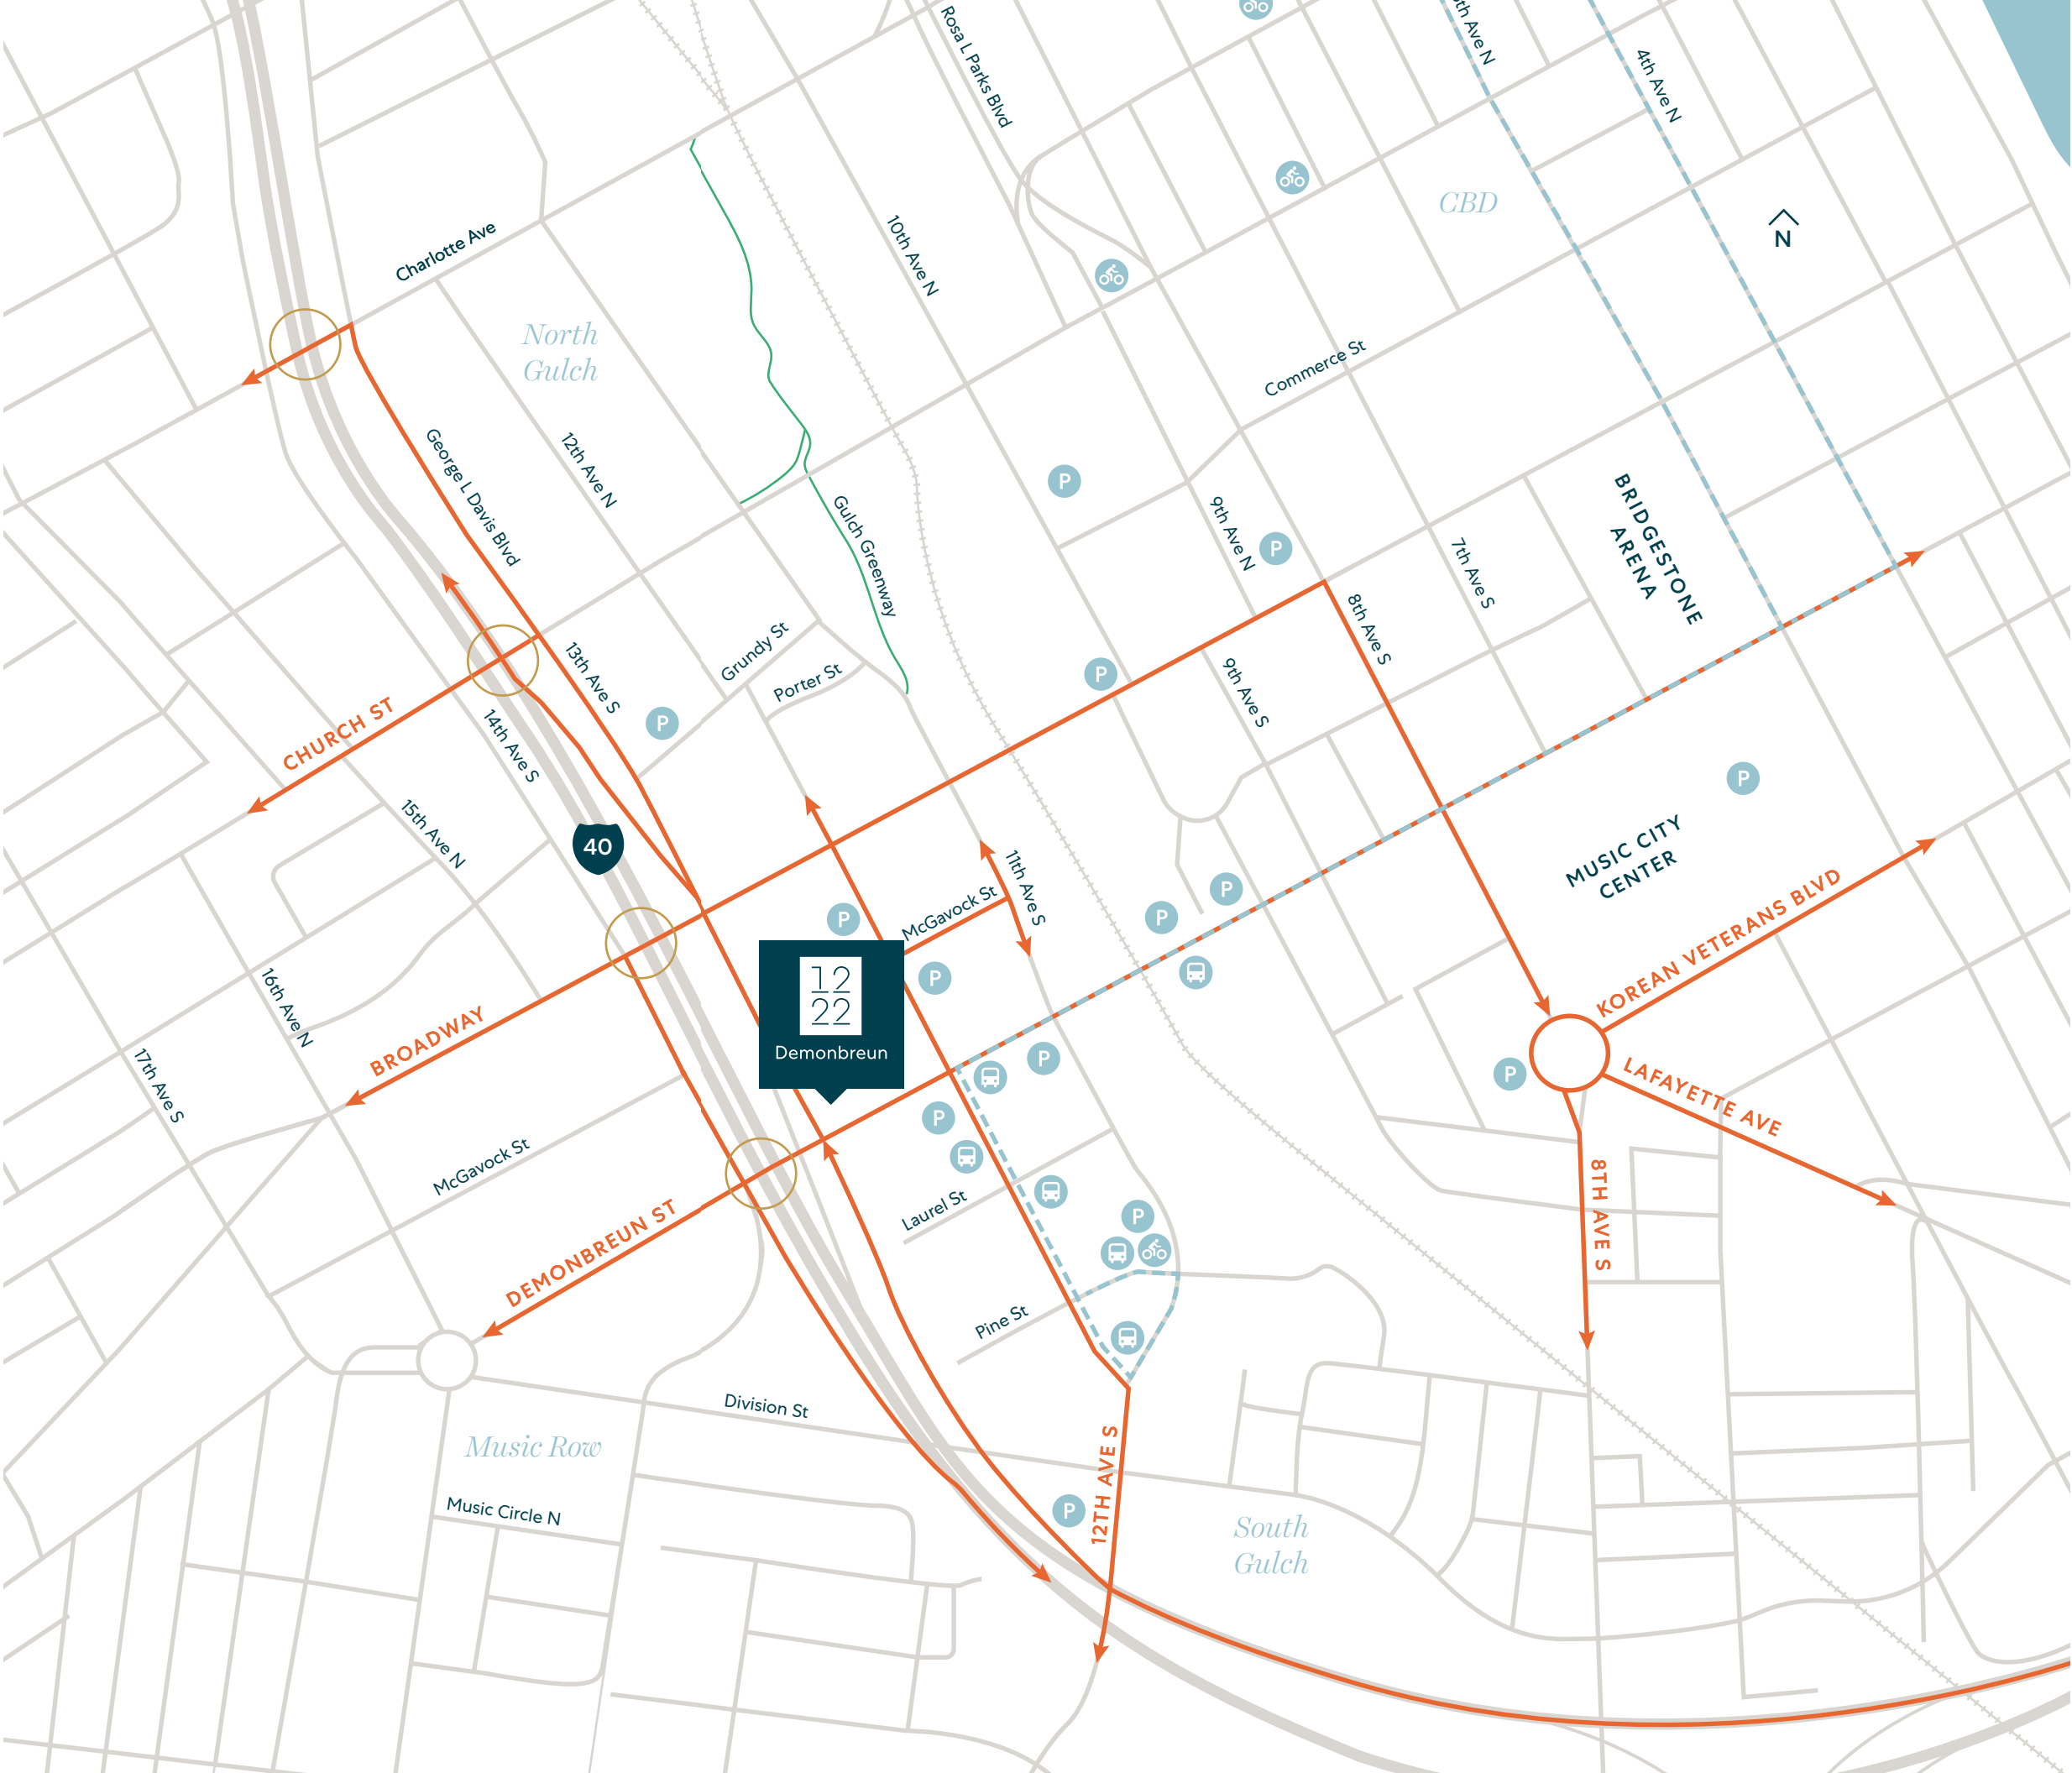 Rosa L Parks Blvd
5th Ave N
4th Ave N
CBD
N
10th Ave N
Charlotte Ave
North
Gulch
Commerce St
George L Davis Blvd
12th Ave N
Gulch Greenway
9th Ave N
P
P
7th Ave S
BRIDGESTONE
ARENA
8th Ave S
13th Ave S
Grundy St
Porter St
P
P
9th Ave S
CHURCH ST
14th Ave S
15th Ave N
40
P
MUSIC CITY
CENTER
11th Ave S
McGavock St
P
P
P
P
KOREAN VETERANS BLVD
12
22
Demonbreun
16th Ave N
BROADWAY
17th Ave S
P
P
P
LAFAYETTE AVE
McGavock St
Laurel St
P
8TH AVE S
DEMONBREUN ST
Pine St
Division St
Music Row
12TH AVE S
Music Circle N
P
South
Gulch